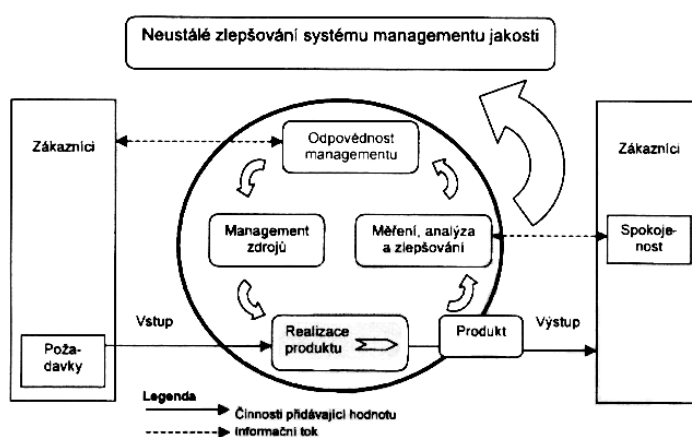 Neustálé zlepšování systému managementu jakosti
Zákazníci
Odpovědnost
managementu
Zákazníci
Management
zdrojů
Měření, analýza
a zlepšování
Spokoje-
nost
Vstup
Realizace
produktu
Produkt
Výstup
Poža-
davky
Legenda
Činnosti přidávající hodnotu
Informační tok